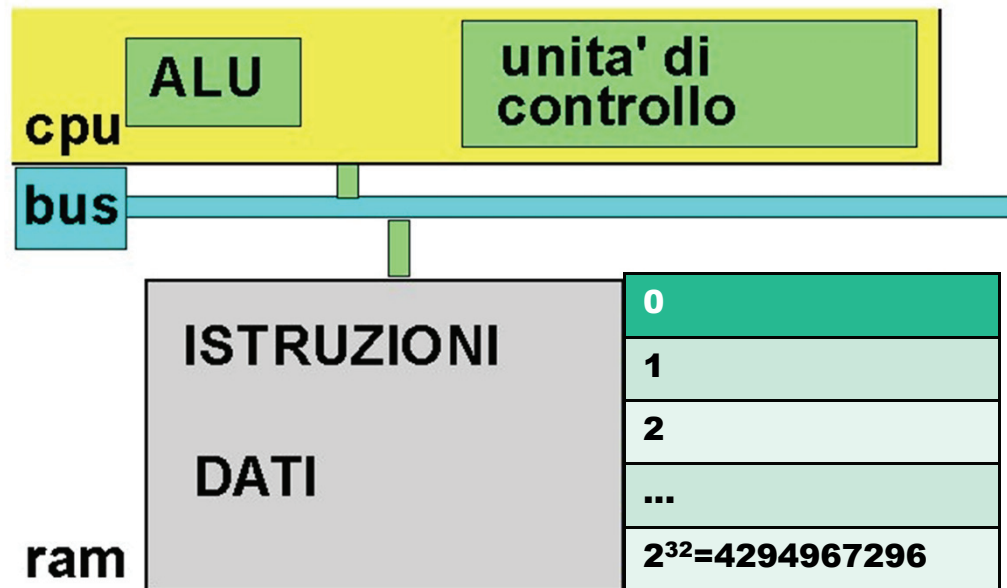 ALU
unita' di
controllo
cpu
bus
ISTRUZIONI
DATI
ram
0
1
2
...
2³²=4294967296